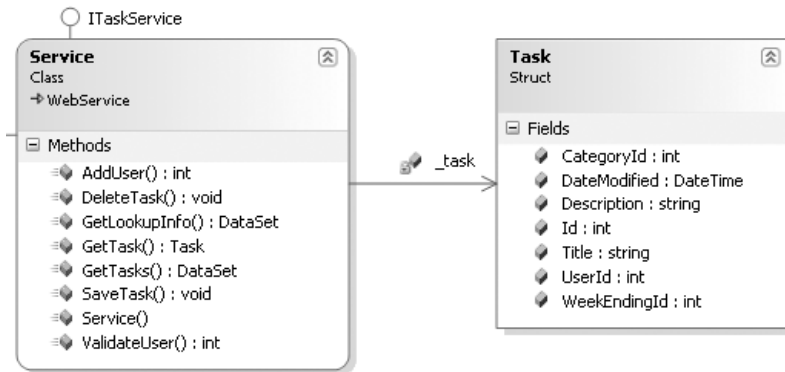 ITaskService
Service
Class
WebService
Methods
AddUser() : int
DeleteTask() : void
GetLookupInfo() : DataSet
GetTask() : Task
GetTasks() : DataSet
SaveTask() : void
Service()
ValidateUser() : int
_task
Task
Struct
Fields
CategoryId : int
DateModified : DateTime
Description : string
Id : int
Title : string
UserId : int
WeekEndingId : int